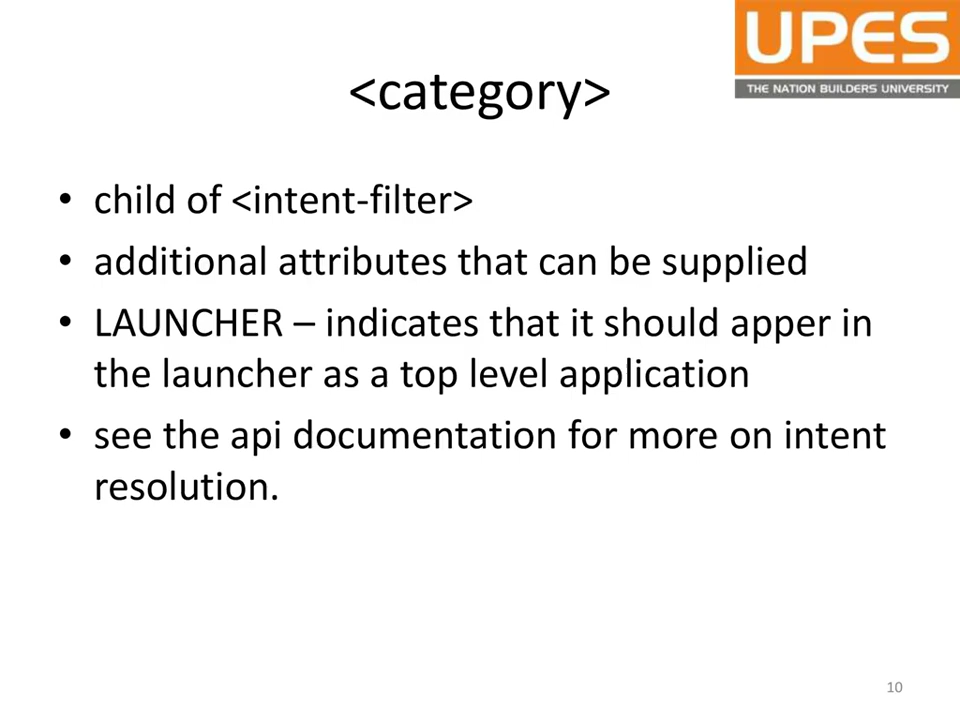 UPES
THE NATION BUILDERS UNIVERSITY
<category>
• child of <intent-filter>
• additional attributes that can be supplied
• LAUNCHER – indicates that it should apper in
the launcher as a top level application
• see the api documentation for more on intent
resolution.
10